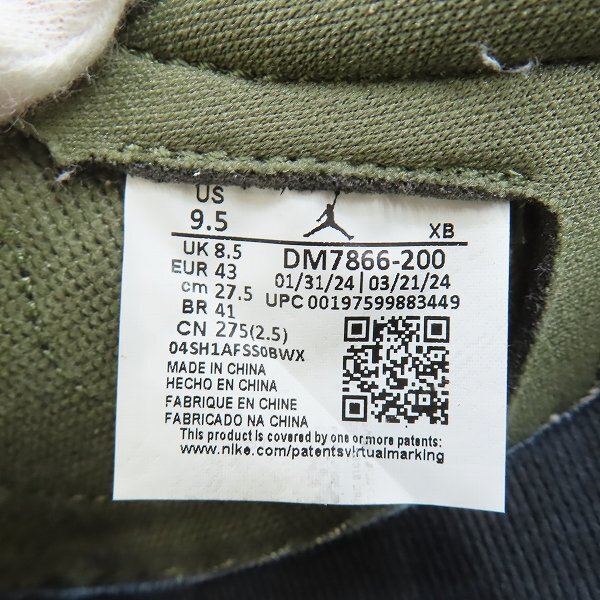 US
9.5
XB
UK 8.5
EUR 43
cm 27.5
BR 41
CN 275(2.5)
DM7866-200
01/31/24 | 03/21/24
UPC 00197599883449
04SH1AFSS0BWX
MADE IN CHINA
HECHO EN CHINA
FABRIQUE EN CHINE
FABRICADO NA CHINA
This product is covered by one or more patents:
www.nike.com/patentsvirtualmarking